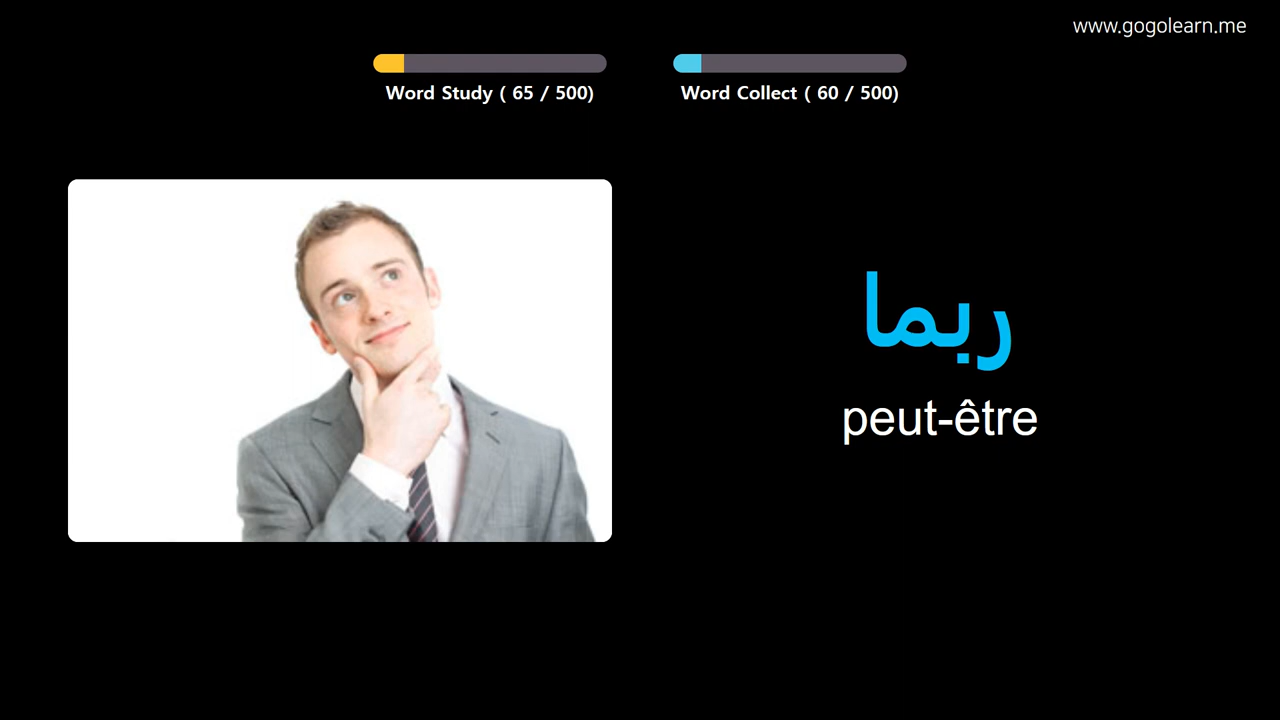 www.gogolearn.me
Word Study ( 65 / 500)
Word Collect ( 60 / 500)
ربما
peut-être